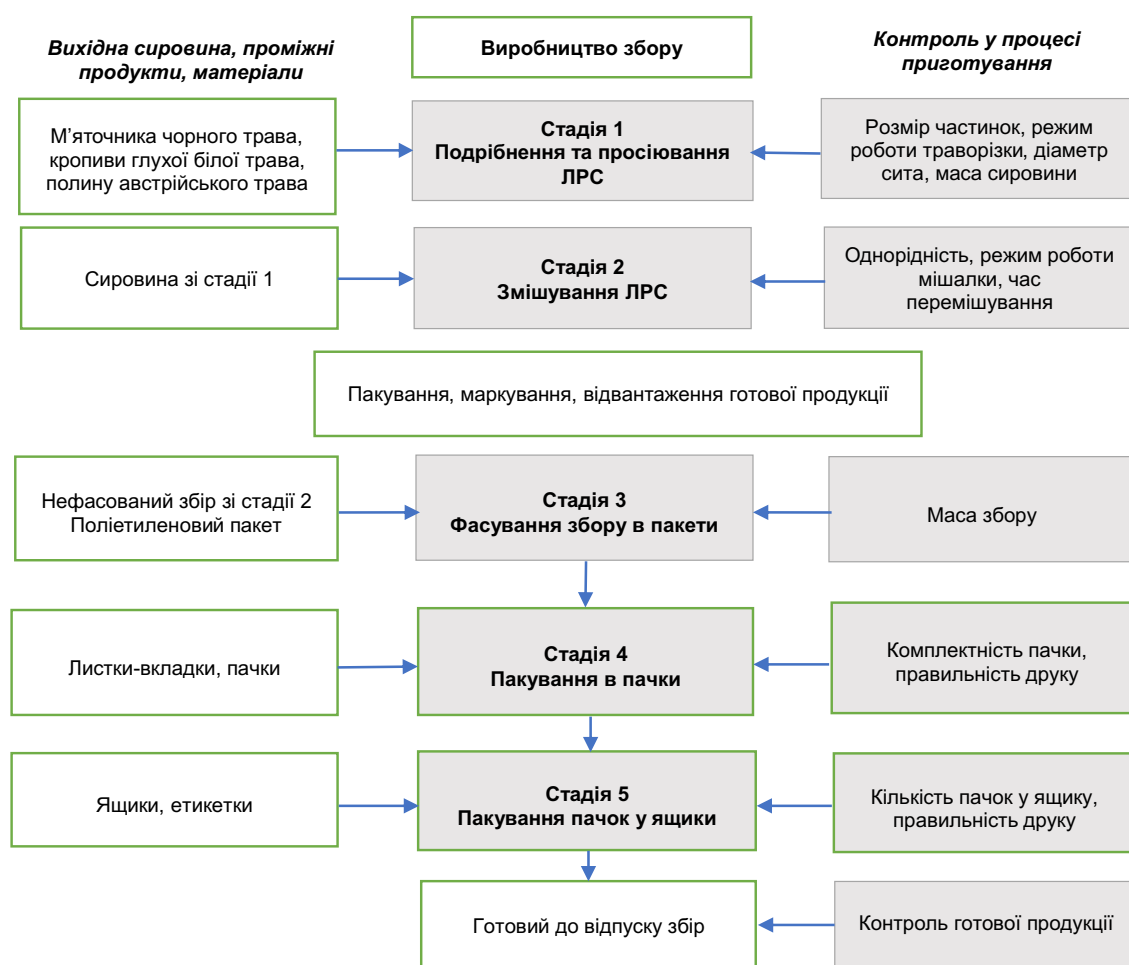 Вихідна сировина, проміжні
продукти, матеріали
Виробництво збору
Контроль у процесі
приготування
М’яточника чорного трава,
кропиви глухої білої трава,
полину австрійського трава
Стадія 1
Подрібнення та просіювання
ЛРС
Розмір частинок, режим
роботи траворізки, діаметр
сита, маса сировини
Сировина зі стадії 1
Стадія 2
Змішування ЛРС
Однорідність, режим роботи
мішалки, час
перемішування
Пакування, маркування, відвантаження готової продукції
Нефасований збір зі стадії 2
Поліетиленовий пакет
Стадія 3
Фасування збору в пакети
Маса збору
Листки-вкладки, пачки
Стадія 4
Пакування в пачки
Комплектність пачки,
правильність друку
Ящики, етикетки
Стадія 5
Пакування пачок у ящики
Кількість пачок у ящику,
правильність друку
Готовий до відпуску збір
Контроль готової продукції